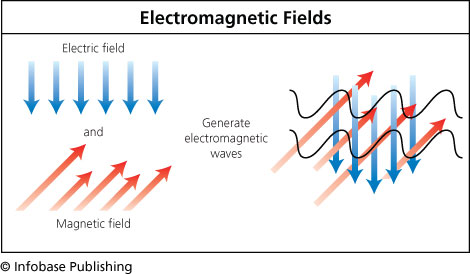 Electromagnetic Fields
Electric field
and
Magnetic field
Generate
electromagnetic
waves
© Infobase Publishing